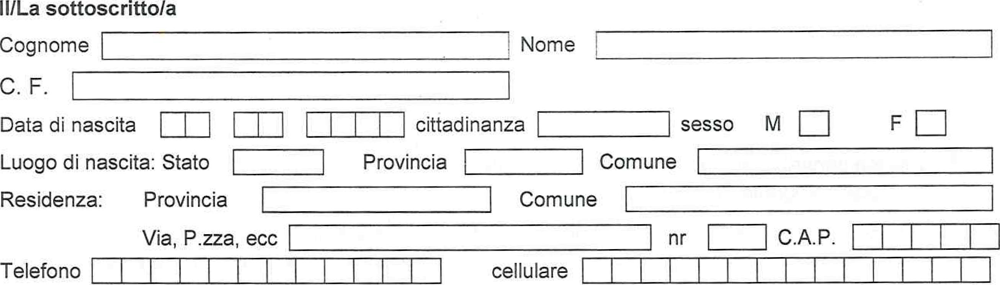 Il/La sottoscritto/a
Cognome Nome
C. F.
Data di nascita cittadinanza sesso M F
Luogo di nascita: Stato Provincia Comune
Residenza: Provincia Comune
Via, P.zza, ecc nr C.A.P.
Telefono cellulare